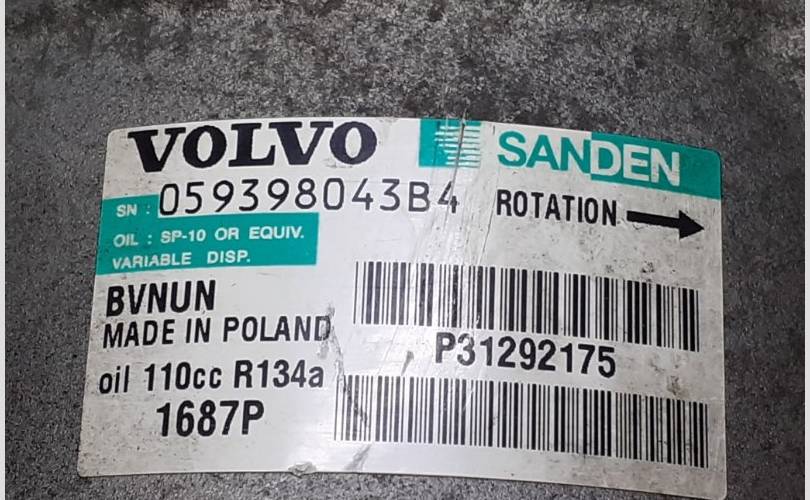 VOLVO SANDEN
SN : 059398043B4 ROTATION
OIL : SP-10 OR EQUIV.
VARIABLE DISP.
BVNUN
MADE IN POLAND
P31292175
oil 110cc R134a
1687P